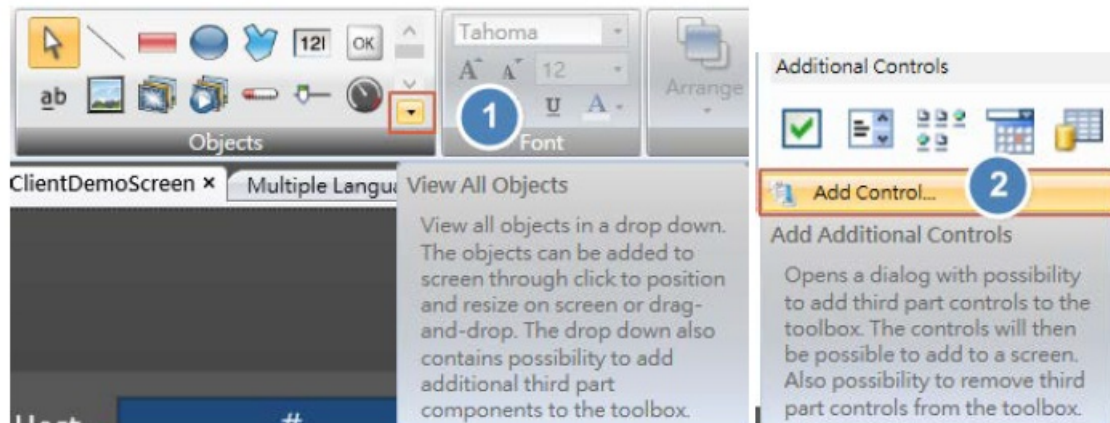 Tahoma
12I
OK
A A 12
ab
1
U A
Arrange
Objects
Font
ClientDemoScreen ×
Multiple Langua
View All Objects
View all objects in a drop down.
The objects can be added to
screen through click to position
and resize on screen or drag-
and-drop. The drop down also
contains possibility to add
additional third part
components to the toolbox.
#
Additional Controls
Add Control...
2
Add Additional Controls
Opens a dialog with possibility
to add third part controls to the
toolbox. The controls will then
be possible to add to a screen.
Also possibility to remove third
part controls from the toolbox.